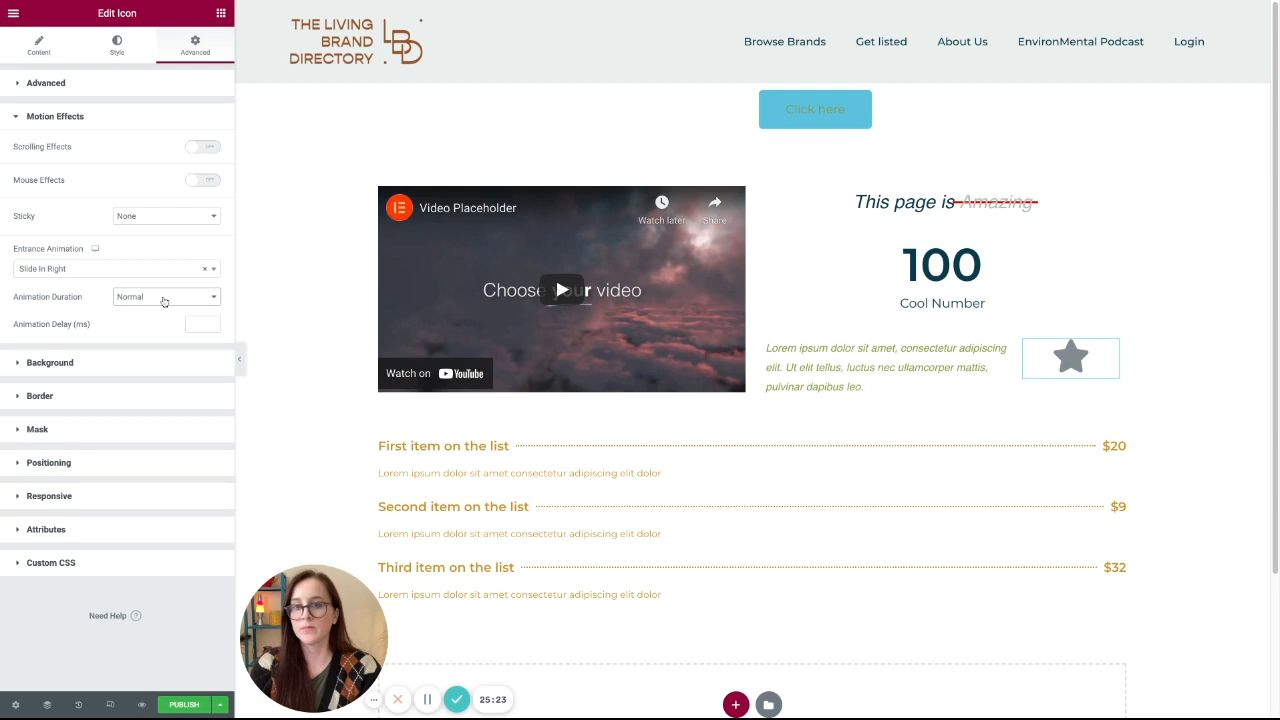 Edit Icon
Content
Style
Advanced
Advanced
Motion Effects
Scrolling Effects
OFF
Mouse Effects
OFF
Sticky
None
Entrance Animation
Slide In Right
×
Animation Duration
Normal
Animation Delay (ms)
Background
Border
Mask
Positioning
Responsive
Attributes
Custom CSS
Need Help ?
PUBLISH
THE LIVING
BRAND
DIRECTORY
LBD
Browse Brands
Get listed
About Us
EnvironMental Podcast
Login
Click here
Video Placeholder
Watch later
Share
Choose your video
Watch on YouTube
This page is Amazing
100
Cool Number
Lorem ipsum dolor sit amet, consectetur adipiscing
elit. Ut elit tellus, luctus nec ullamcorper mattis,
pulvinar dapibus leo.
First item on the list $20
Lorem ipsum dolor sit amet consectetur adipiscing elit dolor
Second item on the list $9
Lorem ipsum dolor sit amet consectetur adipiscing elit dolor
Third item on the list $32
Lorem ipsum dolor sit amet consectetur adipiscing elit dolor
25:23